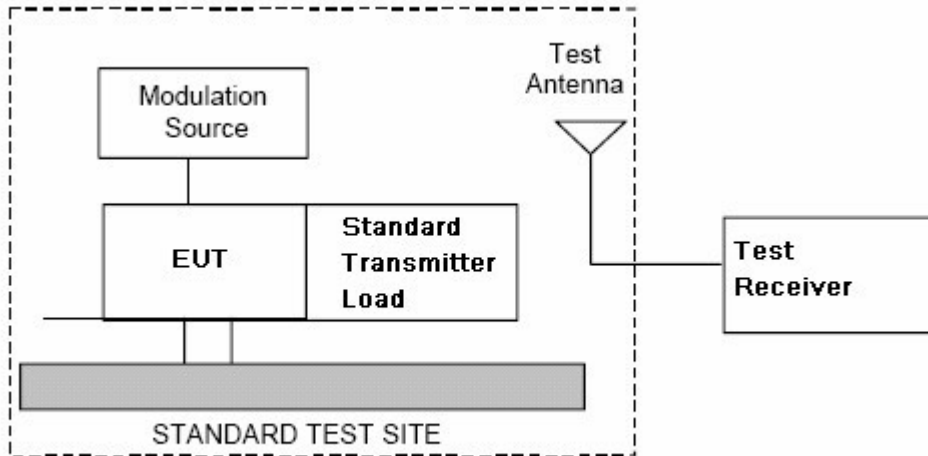 Test
Antenna
Modulation
Source
EUT
Standard
Transmitter
Load
Test
Receiver
STANDARD TEST SITE